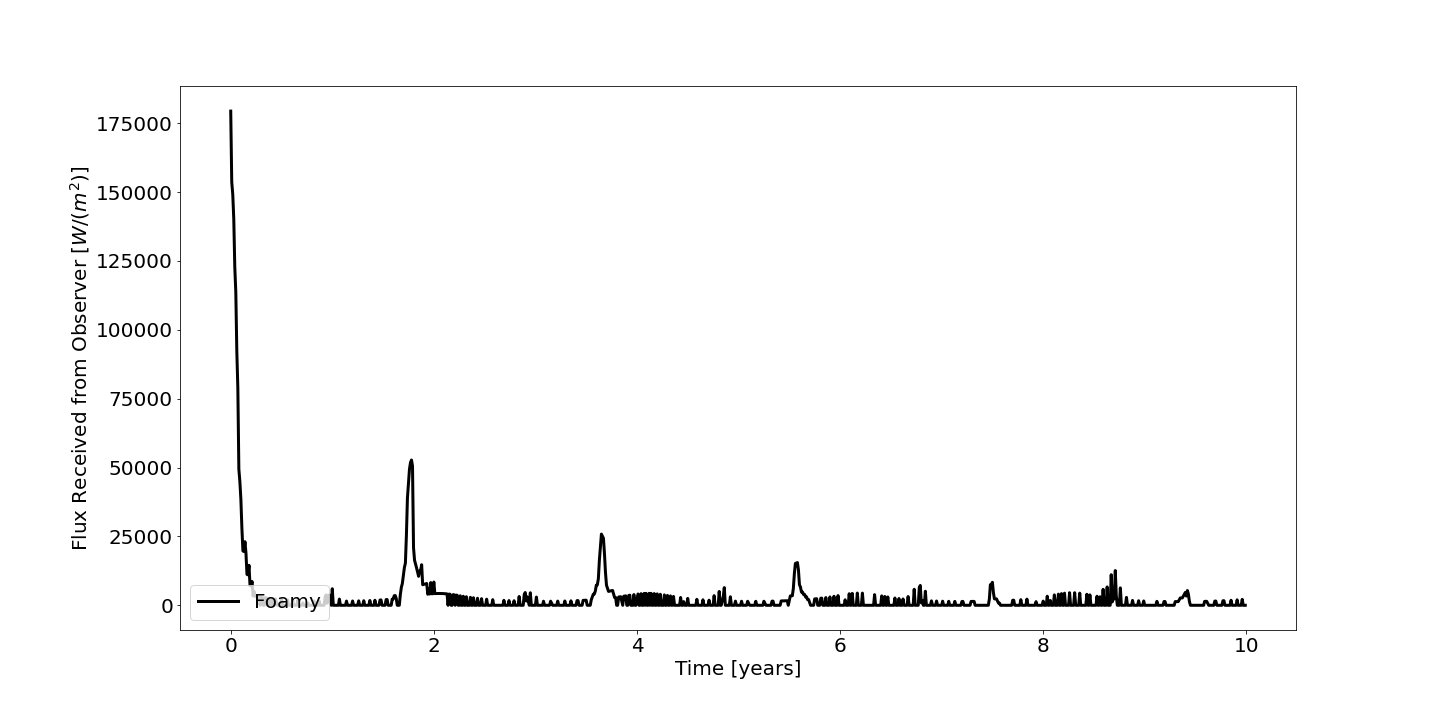 175000
150000
125000
100000
75000
50000
25000
0
Flux Received from Observer [W/(m²)]
Foamy
0 2 4 6 8 10
Time [years]